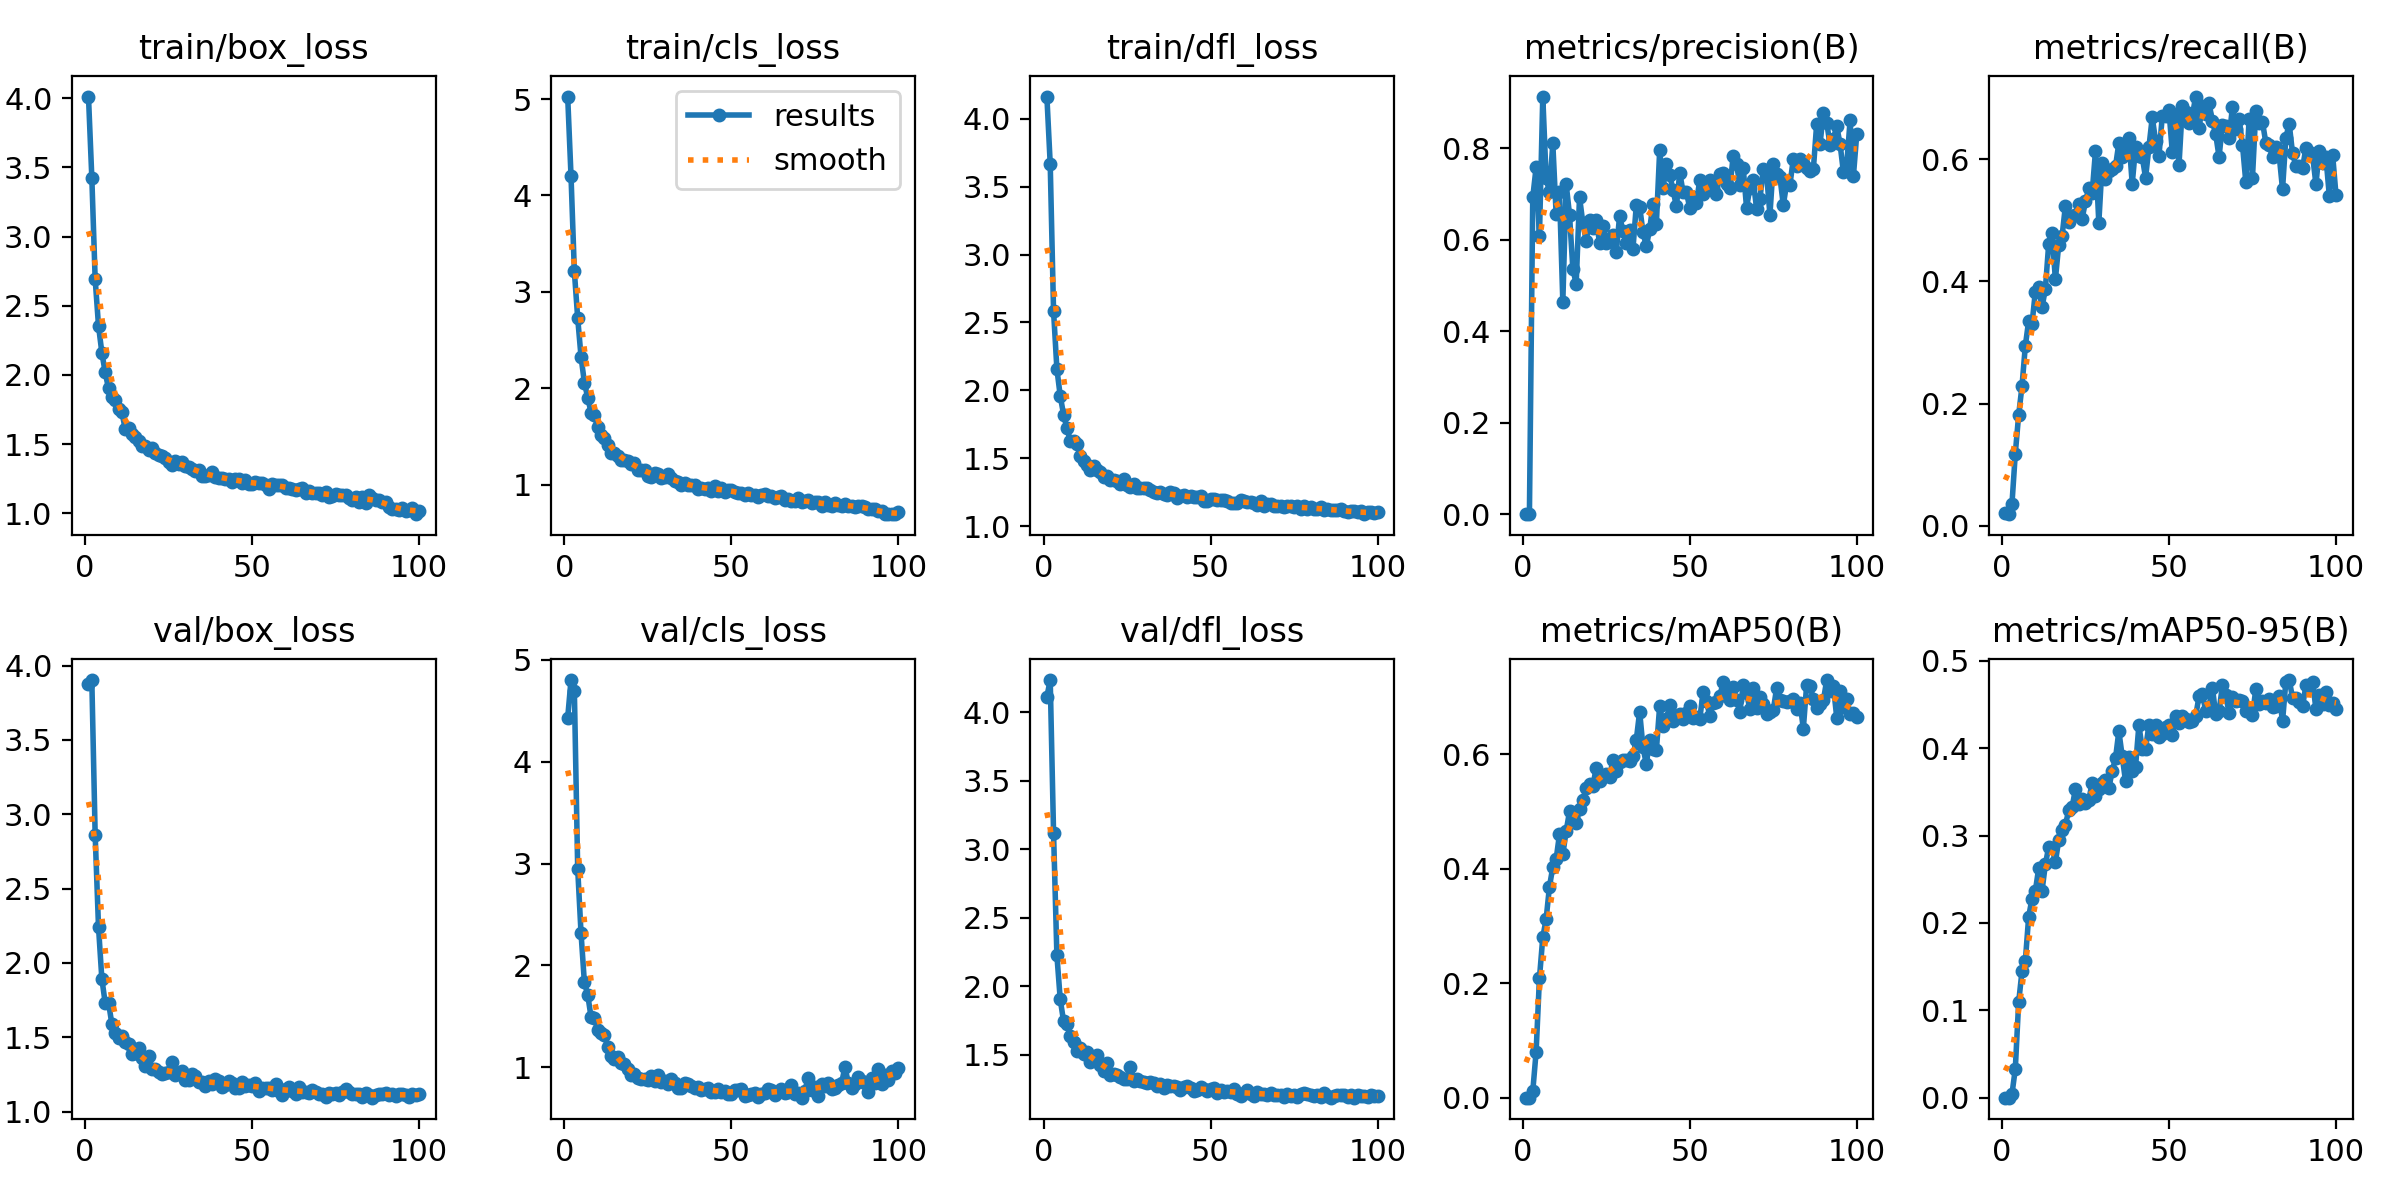 train/box_loss
4.0
3.5
3.0
2.5
2.0
1.5
1.0
0 50 100
train/cls_loss
results
smooth
5
4
3
2
1
0 50 100
train/dfl_loss
4.0
3.5
3.0
2.5
2.0
1.5
1.0
0 50 100
metrics/precision(B)
0.8
0.6
0.4
0.2
0.0
0 50 100
metrics/recall(B)
0.6
0.4
0.2
0.0
0 50 100
val/box_loss
4.0
3.5
3.0
2.5
2.0
1.5
1.0
0 50 100
val/cls_loss
5
4
3
2
1
0 50 100
val/dfl_loss
4.0
3.5
3.0
2.5
2.0
1.5
0 50 100
metrics/mAP50(B)
0.6
0.4
0.2
0.0
0 50 100
metrics/mAP50-95(B)
0.5
0.4
0.3
0.2
0.1
0.0
0 50 100